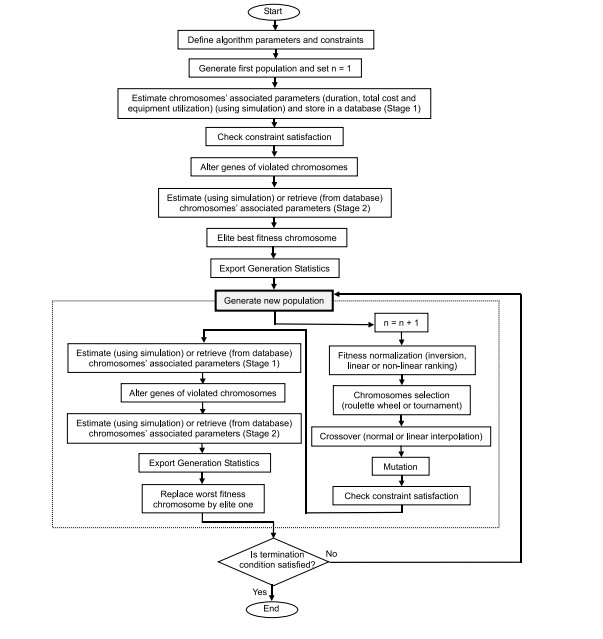 Start
Define algorithm parameters and constraints
Generate first population and set n = 1
Estimate chromosomes' associated parameters (duration, total cost and
equipment utilization) (using simulation) and store in a database (Stage 1)
Check constraint satisfaction
Alter genes of violated chromosomes
Estimate (using simulation) or retrieve (from database)
chromosomes' associated parameters (Stage 2)
Elite best fitness chromosome
Export Generation Statistics
Generate new population
n = n + 1
Fitness normalization (inversion,
linear or non-linear ranking)
Chromosomes selection
(roulette wheel or tournament)
Crossover (normal or linear interpolation)
Mutation
Check constraint satisfaction
Estimate (using simulation) or retrieve (from database)
chromosomes' associated parameters (Stage 1)
Alter genes of violated chromosomes
Estimate (using simulation) or retrieve (from database)
chromosomes' associated parameters (Stage 2)
Export Generation Statistics
Replace worst fitness
chromosome by elite one
Is termination
condition satisfied?
No
Yes
End